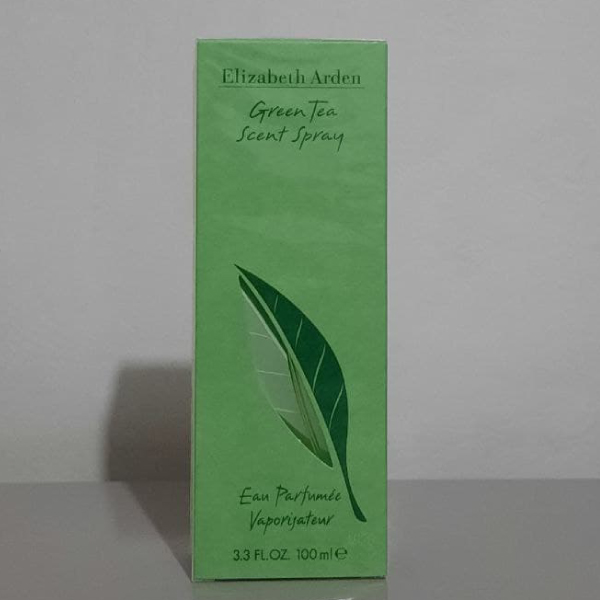 Elizabeth Arden
Green Tea
Scent Spray
Eau Parfumée
Vaporisateur
3.3 FL.OZ. 100 ml ℮